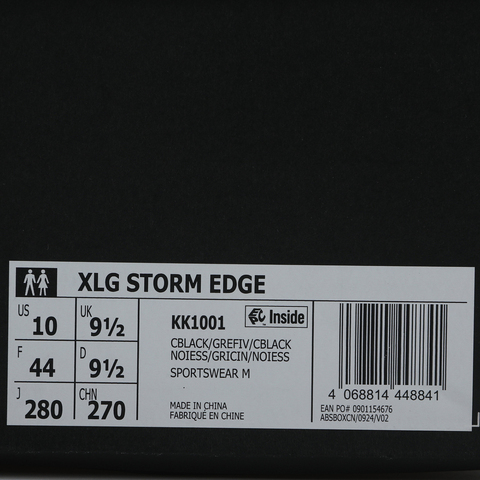 XLG STORM EDGE
US 10
UK 9½
F 44
D 9½
J 280
CHN 270
KK1001
Inside
CBLACK/GREFIV/CBLACK
NOIESS/GRICIN/NOIESS
SPORTSWEAR M
MADE IN CHINA
FABRIQUÉ EN CHINE
4 068814 448841
EAN PO# 0901154676
ABSBOXCN/0924/V02